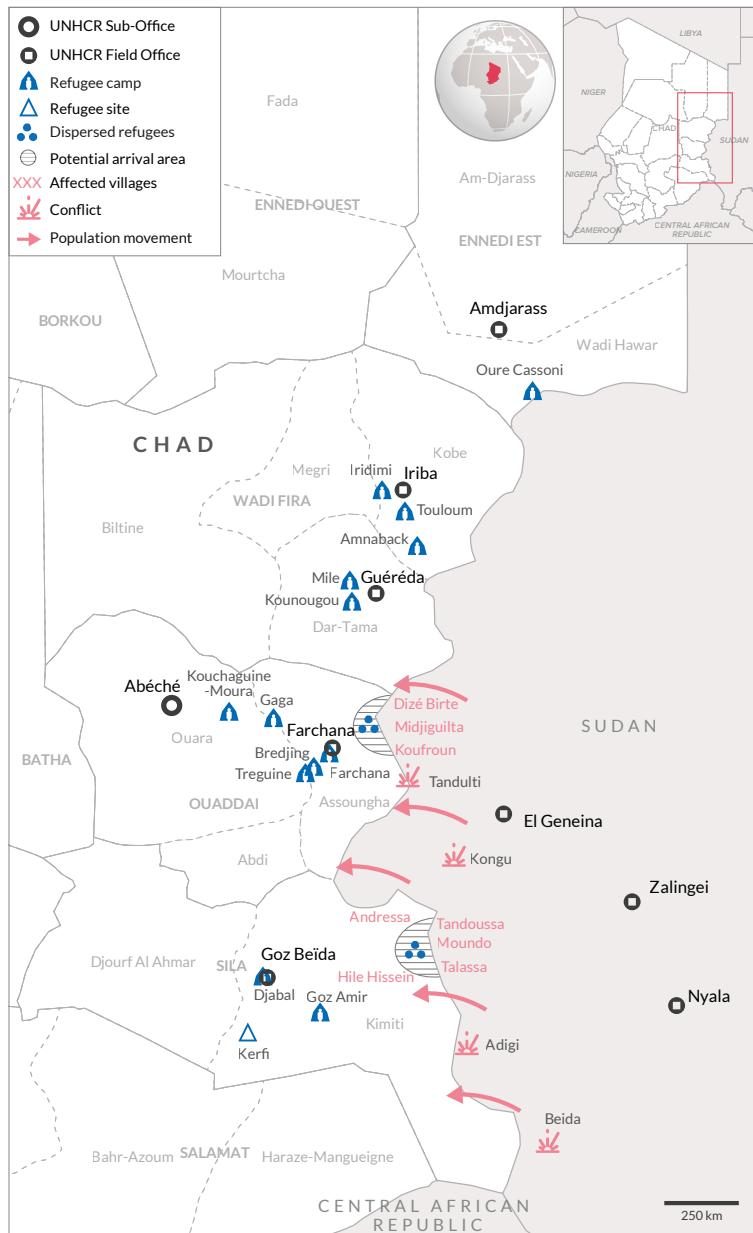 UNHCR Sub-Office
UNHCR Field Office
Refugee camp
Refugee site
Dispersed refugees
Potential arrival area
XXX Affected villages
Conflict
Population movement
LIBYA
NIGER
CHAD
SUDAN
NIGERIA
CENTRAL AFRICAN
REPUBLIC
CAMEROON
Fada
Am-Djarass
ENNEDI OUEST
ENNEDI EST
Mourtcha
BORKOU
Amdjarass
Wadi Hawar
Oure Cassoni
CHAD
Kobe
Megri
Iridimi
Iriba
WADI FIRA
Touloum
Biltine
Amnaback
Mile
Guéréda
Kounougou
Dar-Tama
Kouchaguine
-Moura
Abéché
Gaga
Dizé Birte
Midjiguilta
Koufroun
SUDAN
Ouara
Farchana
Bredjing
BATHA
Treguine
Farchana
Tandulti
OUADDAI
Assoungha
El Geneina
Abdi
Kongu
Zalingei
Andressa
Tandoussa
Moundo
Talassa
Djourf Al Ahmar
SILA
Goz Beïda
Hile Hissein
Djabal
Goz Amir
Nyala
Kimiti
Kerfi
Adigi
Beida
Bahr-Azoum
SALAMAT
Haraze-Mangueigne
CENTRAL AFRICAN
REPUBLIC
250 km